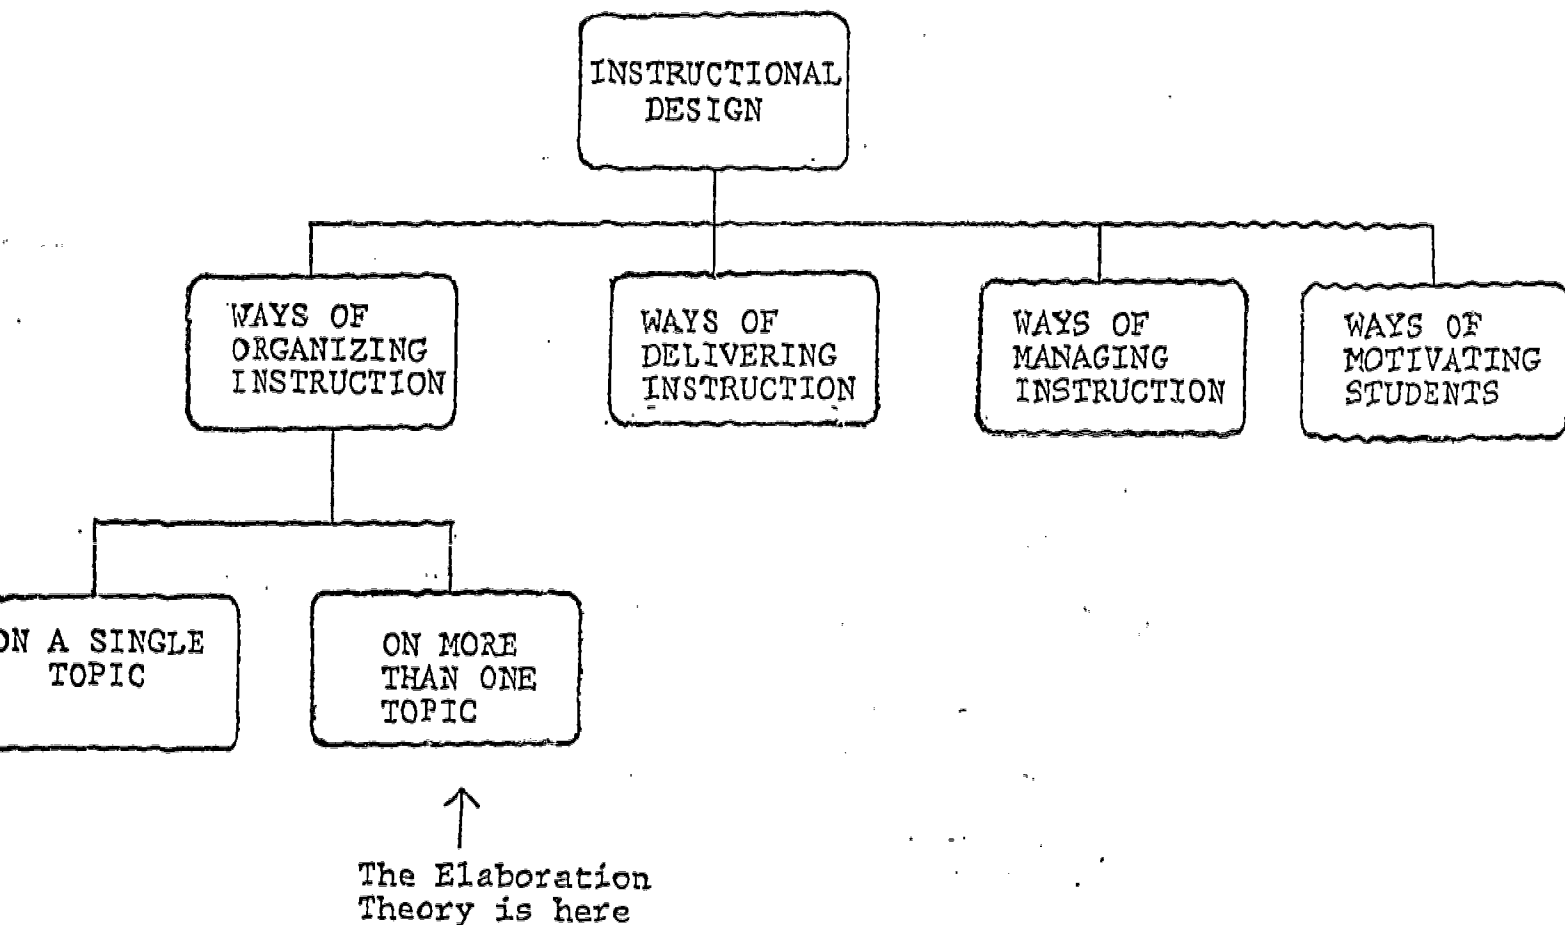 INSTRUCTIONAL
DESIGN
WAYS OF
ORGANIZING
INSTRUCTION
WAYS OF
DELIVERING
INSTRUCTION
WAYS OF
MANAGING
INSTRUCTION
WAYS OF
MOTIVATING
STUDENTS
ON A SINGLE
TOPIC
ON MORE
THAN ONE
TOPIC
The Elaboration
Theory is here